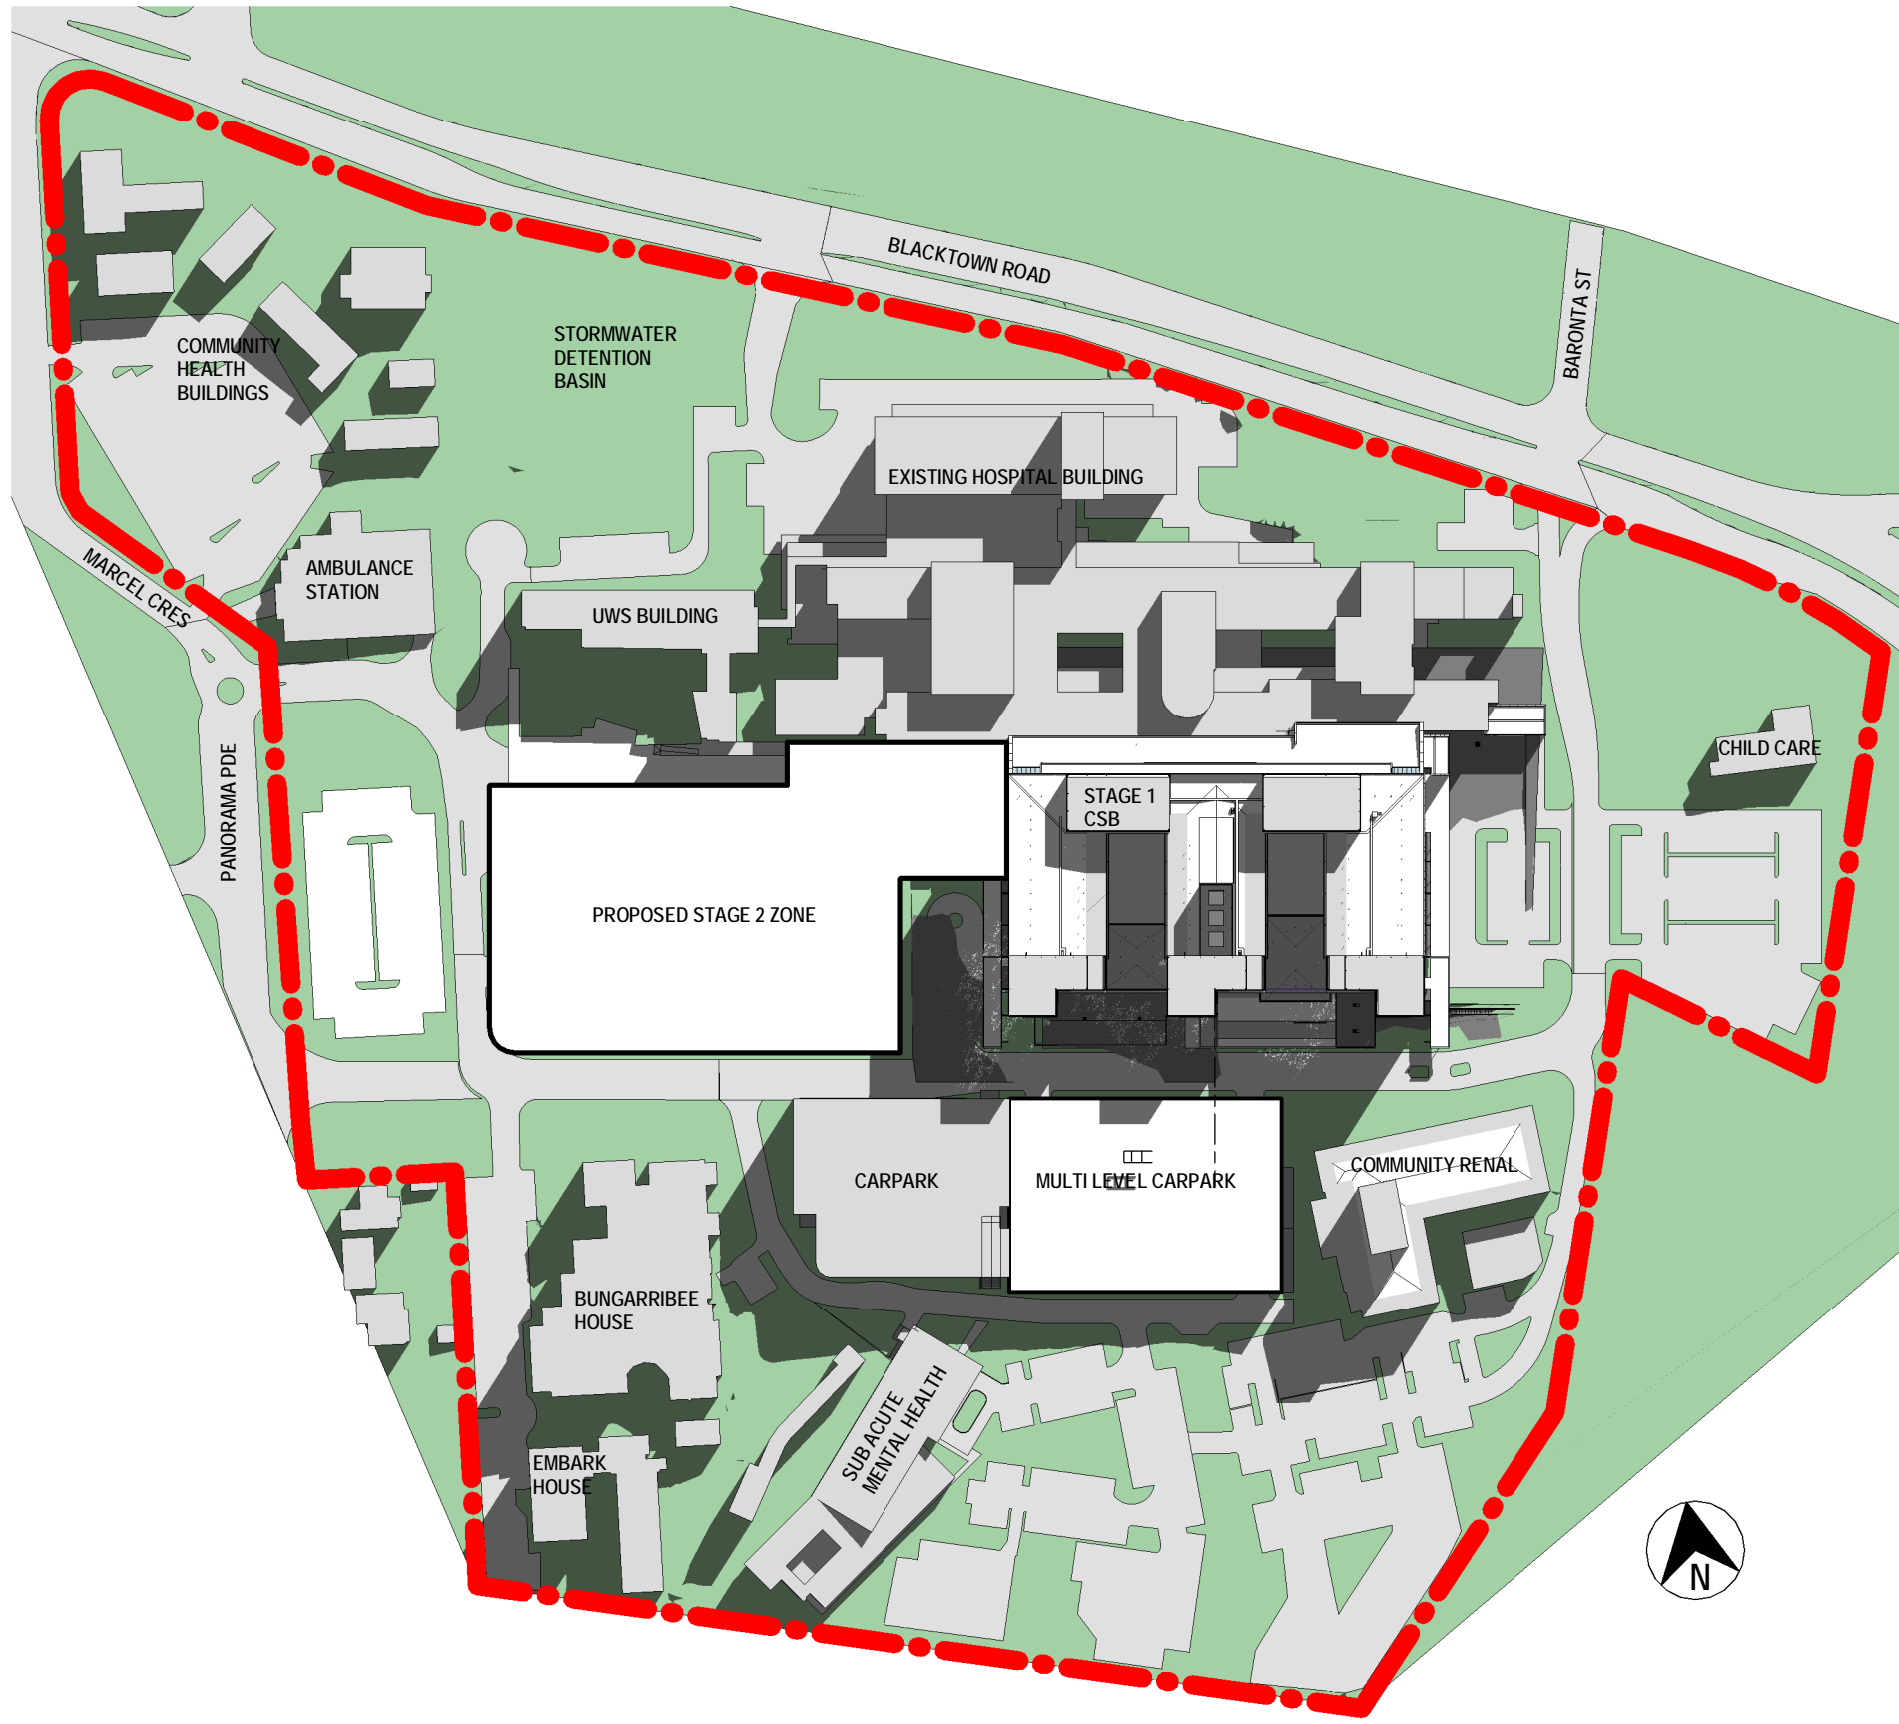 BLACKTOWN ROAD
BARONTA ST
STORMWATER
DETENTION
BASIN
COMMUNITY
HEALTH
BUILDINGS
EXISTING HOSPITAL BUILDING
MARCEL CRES
AMBULANCE
STATION
UWS BUILDING
PANORAMA PDE
CHILD CARE
STAGE 1
CSB
PROPOSED STAGE 2 ZONE
CARPARK
MULTI LEVEL CARPARK
COMMUNITY RENAL
BUNGARRIBEE
HOUSE
SUB ACUTE
MENTAL HEALTH
EMBARK
HOUSE
N